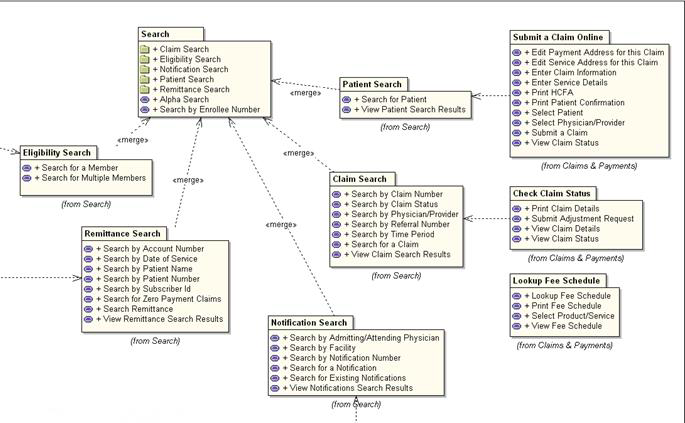 Search
+ Claim Search
+ Eligibility Search
+ Notification Search
+ Patient Search
+ Remittance Search
+ Alpha Search
+ Search by Enrollee Number
Patient Search
+ Search for Patient
+ View Patient Search Results
(from Search)
Submit a Claim Online
+ Edit Payment Address for this Claim
+ Edit Service Address for this Claim
+ Enter Claim Information
+ Enter Service Details
+ Print HCFA
+ Print Patient Confirmation
+ Select Patient
+ Select Physician/Provider
+ Submit a Claim
+ View Claim Status
(from Claims & Payments)
«merge»
«merge»
«merge»
«merge»
«merge»
Eligibility Search
+ Search for a Member
+ Search for Multiple Members
(from Search)
Claim Search
+ Search by Claim Number
+ Search by Claim Status
+ Search by Physician/Provider
+ Search by Referral Number
+ Search by Time Period
+ Search for a Claim
+ View Claim Search Results
(from Search)
Check Claim Status
+ Print Claim Details
+ Submit Adjustment Request
+ View Claim Details
+ View Claim Status
(from Claims & Payments)
Remittance Search
+ Search by Account Number
+ Search by Date of Service
+ Search by Patient Name
+ Search by Patient Number
+ Search by Subscriber Id
+ Search for Zero Payment Claims
+ Search Remittance
+ View Remittance Search Results
(from Search)
Lookup Fee Schedule
+ Lookup Fee Schedule
+ Print Fee Schedule
+ Select Product/Service
+ View Fee Schedule
(from Claims & Payments)
Notification Search
+ Search by Admitting/Attending Physician
+ Search by Facility
+ Search by Notification Number
+ Search for a Notification
+ Search for Existing Notifications
+ View Notifications Search Results
(from Search)